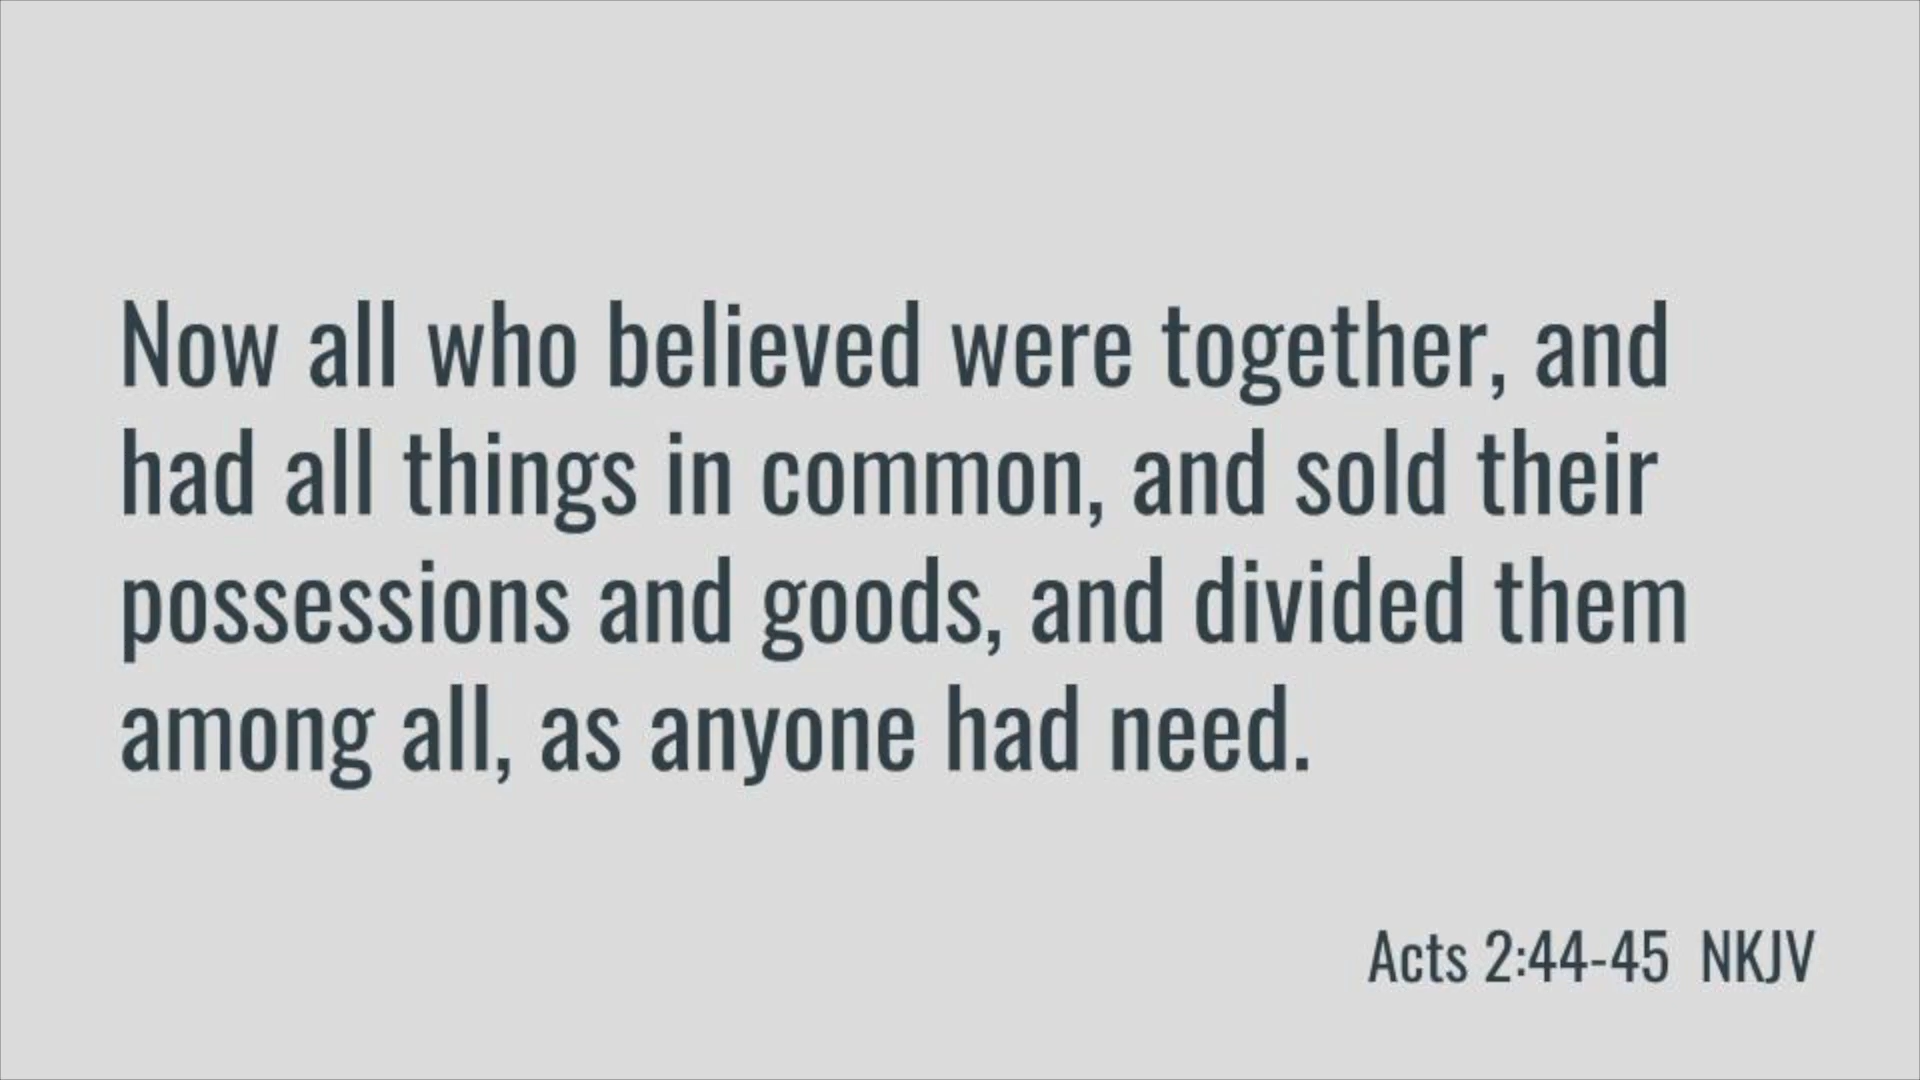 Now all who believed were together, and
had all things in common, and sold their
possessions and goods, and divided them
among all, as anyone had need.
Acts 2:44-45 NKJV